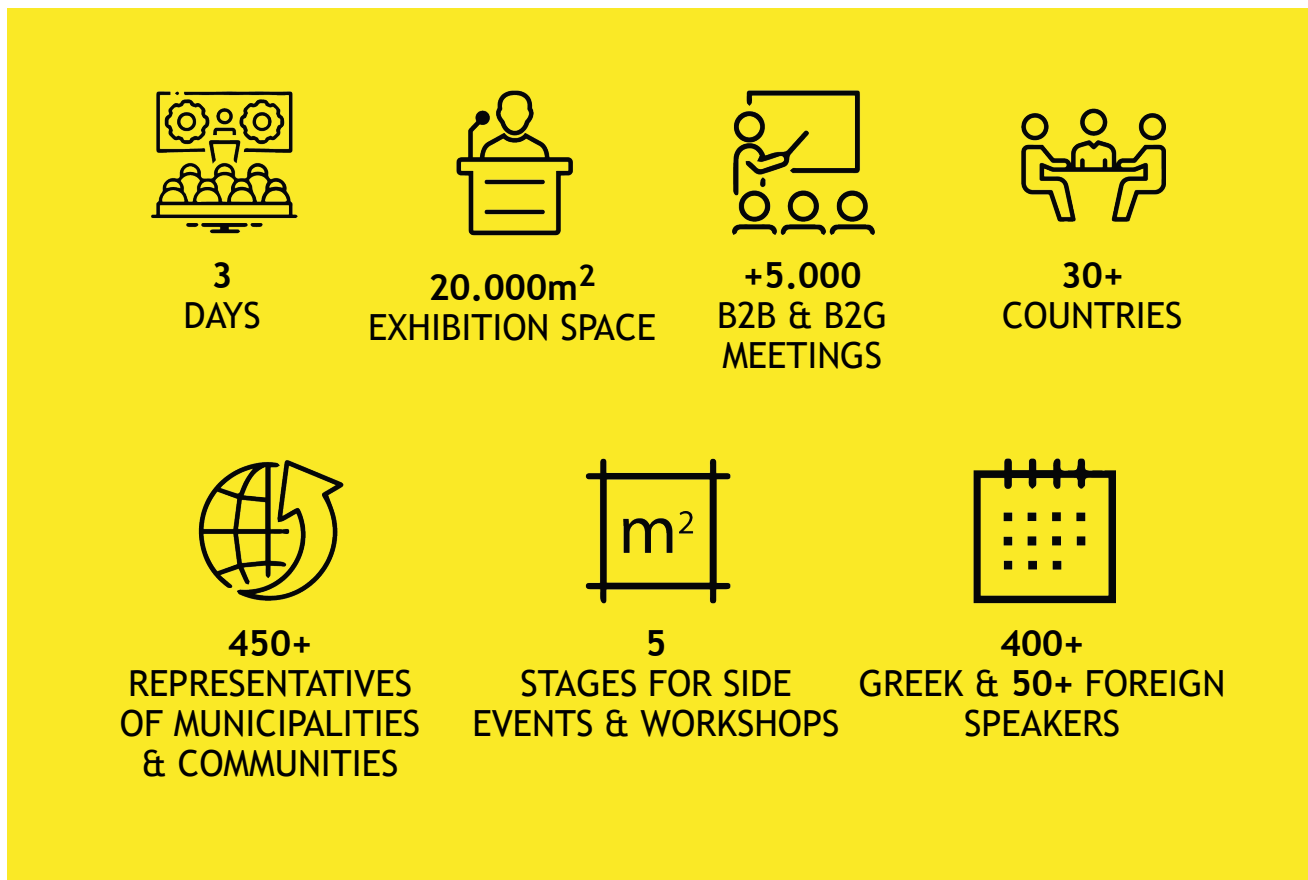 3
DAYS
20.000m²
EXHIBITION SPACE
+5.000
B2B & B2G
MEETINGS
30+
COUNTRIES
450+
REPRESENTATIVES
OF MUNICIPALITIES
& COMMUNITIES
m²
5
STAGES FOR SIDE
EVENTS & WORKSHOPS
400+
GREEK & 50+ FOREIGN
SPEAKERS